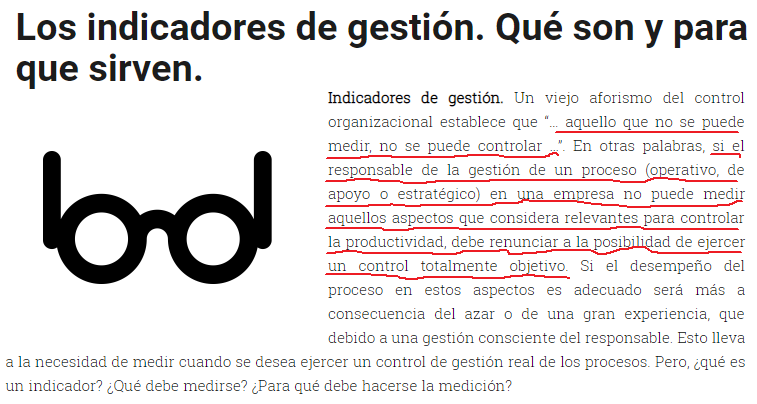 Los indicadores de gestión. Qué son y para
que sirven.
Indicadores de gestión. Un viejo aforismo del control
organizacional establece que “... aquello que no se puede
medir, no se puede controlar ...”. En otras palabras, si el
responsable de la gestión de un proceso (operativo, de
apoyo o estratégico) en una empresa no puede medir
aquellos aspectos que considera relevantes para controlar
la productividad, debe renunciar a la posibilidad de ejercer
un control totalmente objetivo. Si el desempeño del
proceso en estos aspectos es adecuado será más a
consecuencia del azar o de una gran experiencia, que
debido a una gestión consciente del responsable. Esto lleva
a la necesidad de medir cuando se desea ejercer un control de gestión real de los procesos. Pero, ¿qué es
un indicador? ¿Qué debe medirse? ¿Para qué debe hacerse la medición?